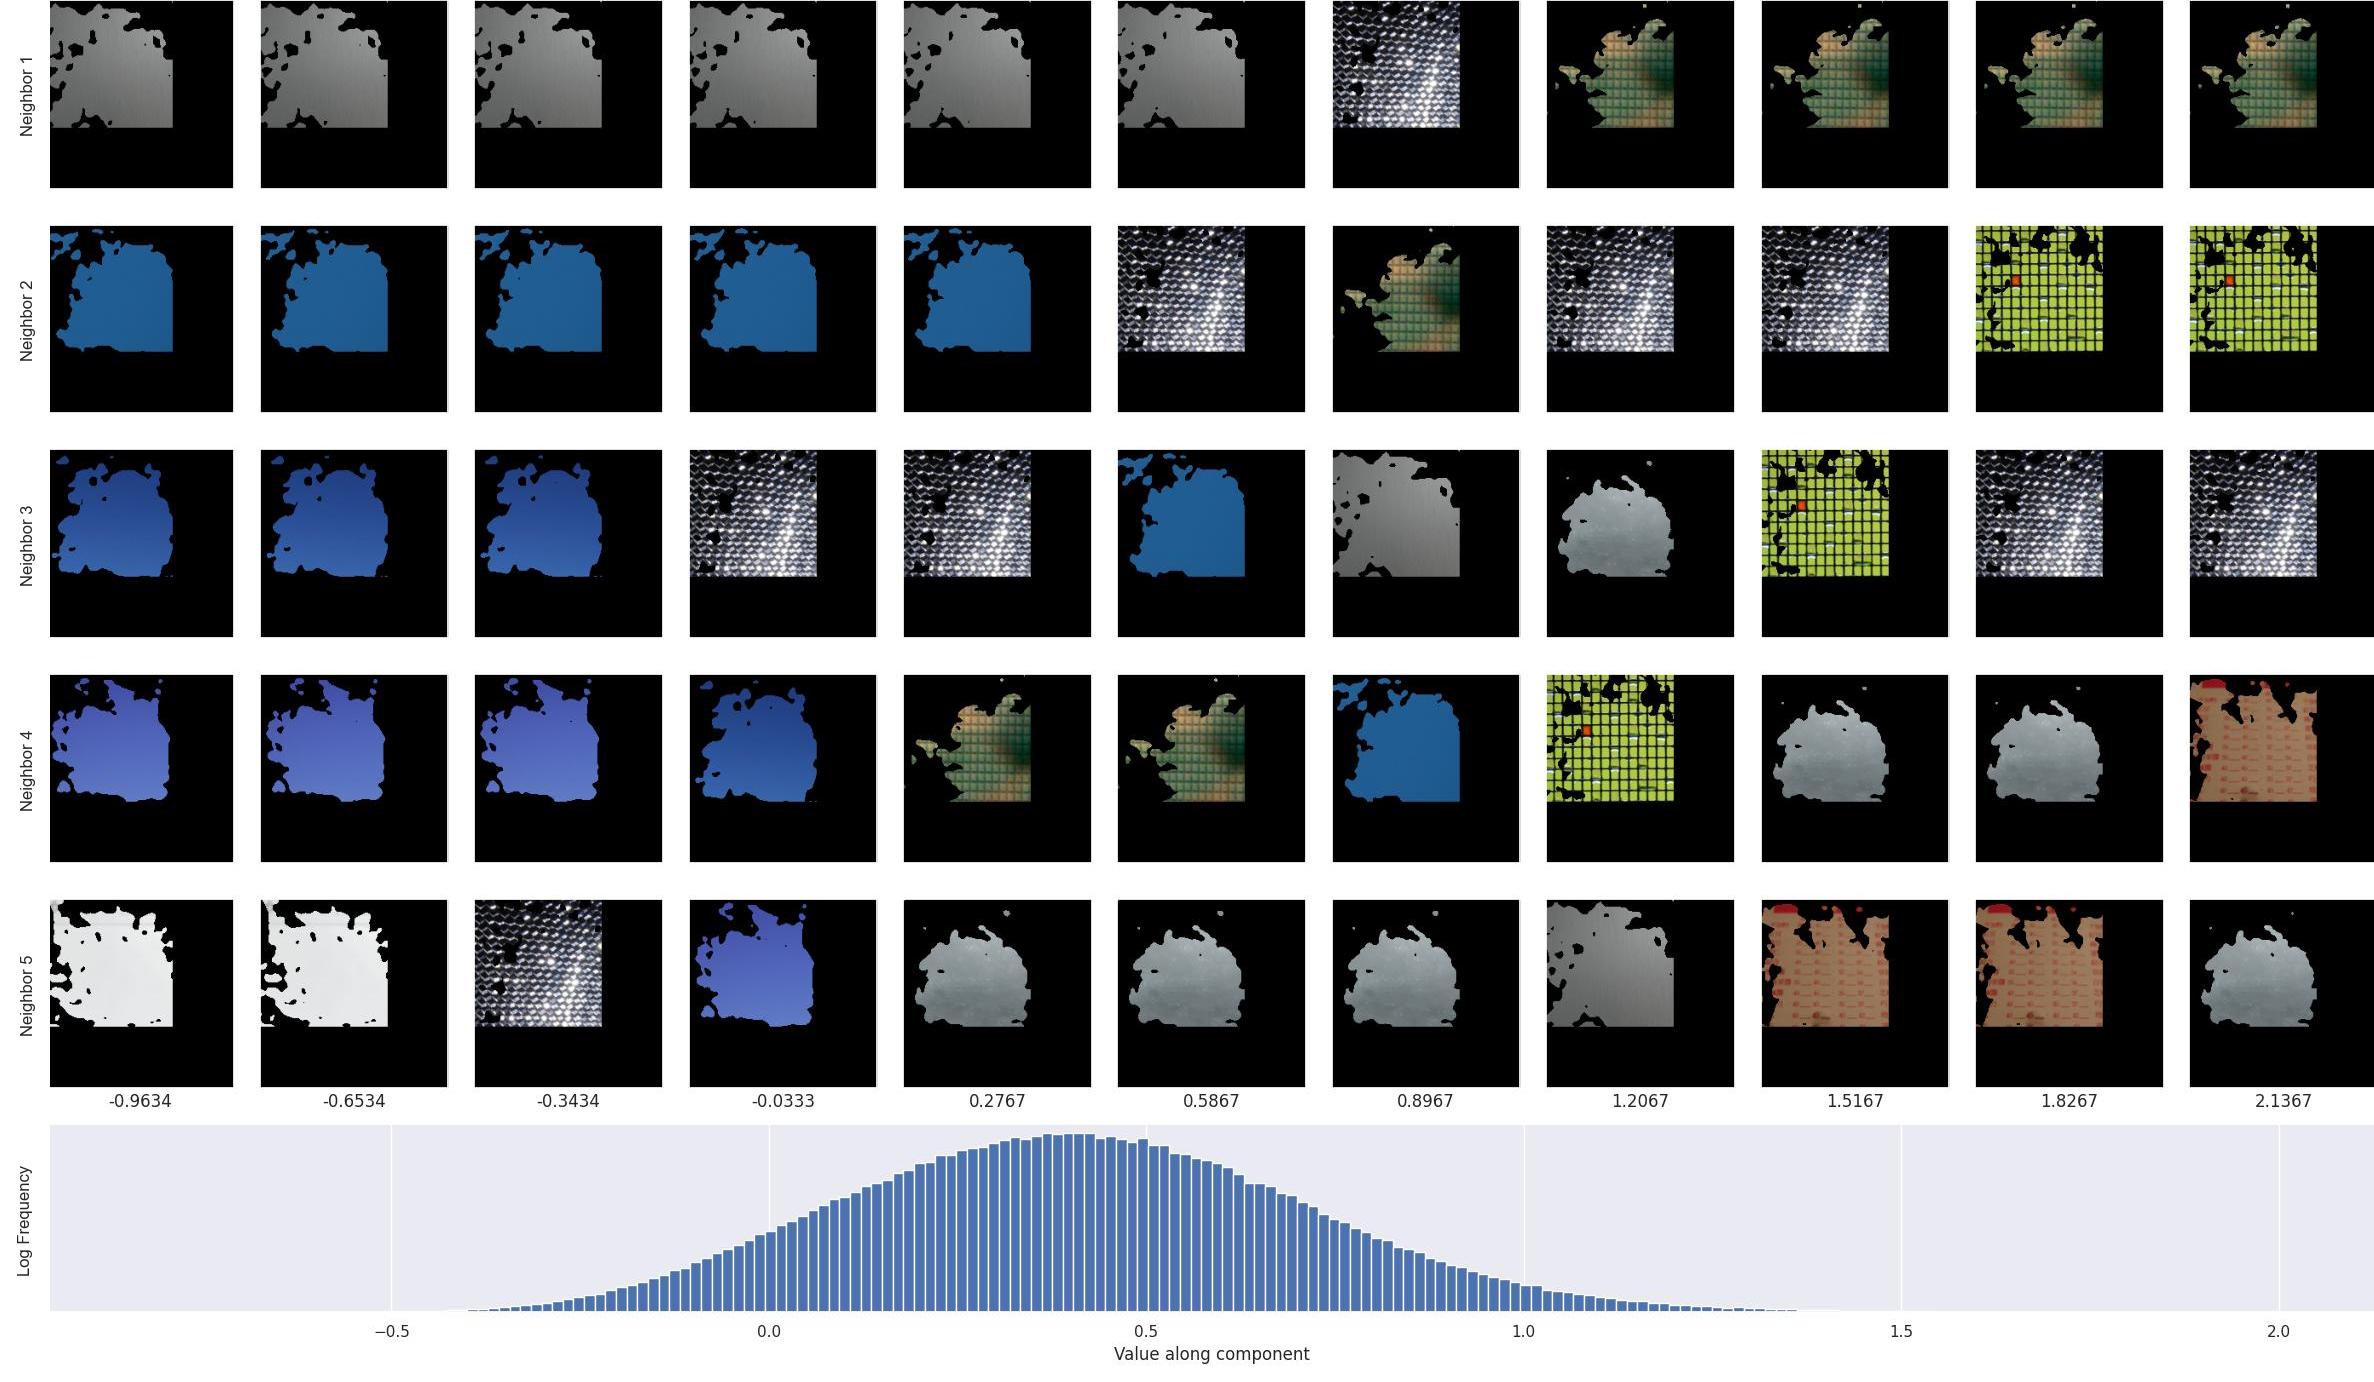 Neighbor 1
Neighbor 2
Neighbor 3
Neighbor 4
Neighbor 5
-0.9634 -0.6534 -0.3434 -0.0333 0.2767 0.5867 0.8967 1.2067 1.5167 1.8267 2.1367
Log Frequency
−0.5 0.0 0.5 1.0 1.5 2.0
Value along component